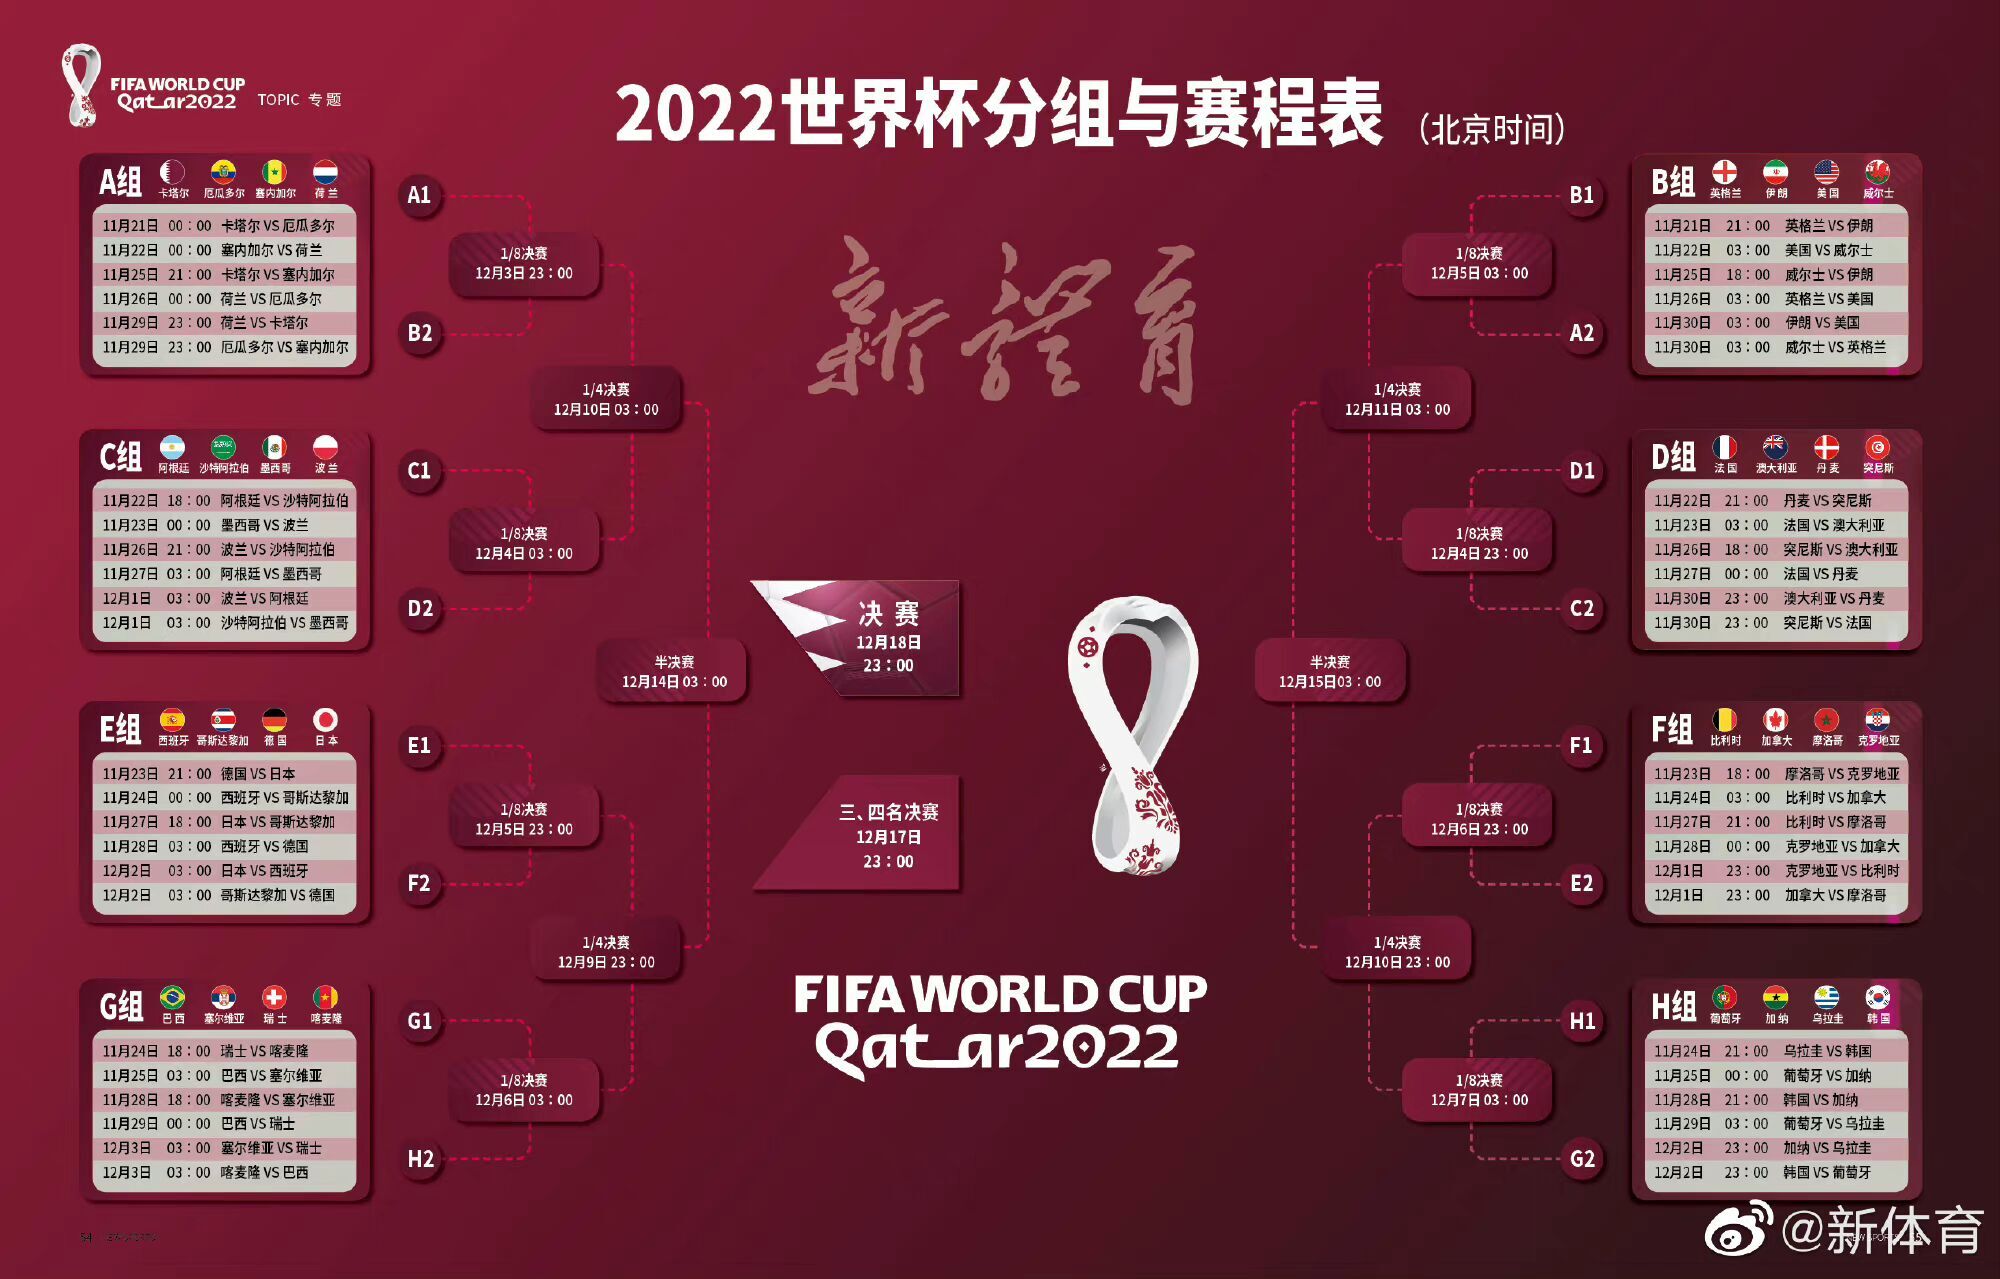 FIFA WORLD CUP
Qatar2022
TOPIC 专题
2022世界杯分组与赛程表（北京时间）
A组
卡塔尔 厄瓜多尔 塞内加尔 荷兰
11月21日 00：00 卡塔尔 VS 厄瓜多尔
11月22日 00：00 塞内加尔 VS 荷兰
11月25日 21：00 卡塔尔 VS 塞内加尔
11月26日 00：00 荷兰 VS 厄瓜多尔
11月29日 23：00 荷兰 VS 卡塔尔
11月29日 23：00 厄瓜多尔 VS 塞内加尔
C组
阿根廷 沙特阿拉伯 墨西哥 波兰
11月22日 18：00 阿根廷 VS 沙特阿拉伯
11月23日 00：00 墨西哥 VS 波兰
11月26日 21：00 波兰 VS 沙特阿拉伯
11月27日 03：00 阿根廷 VS 墨西哥
12月1日 03：00 波兰 VS 阿根廷
12月1日 03：00 沙特阿拉伯 VS 墨西哥
E组
西班牙 哥斯达黎加 德国 日本
11月23日 21：00 德国 VS 日本
11月24日 00：00 西班牙 VS 哥斯达黎加
11月27日 18：00 日本 VS 哥斯达黎加
11月28日 03：00 西班牙 VS 德国
12月2日 03：00 日本 VS 西班牙
12月2日 03：00 哥斯达黎加 VS 德国
G组
巴西 塞尔维亚 瑞士 喀麦隆
11月24日 18：00 瑞士 VS 喀麦隆
11月25日 03：00 巴西 VS 塞尔维亚
11月28日 18：00 喀麦隆 VS 塞尔维亚
11月29日 00：00 巴西 VS 瑞士
12月3日 03：00 塞尔维亚 VS 瑞士
12月3日 03：00 喀麦隆 VS 巴西
A1
1/8决赛
12月3日 23：00
B2
1/4决赛
12月10日 03：00
C1
1/8决赛
12月4日 03：00
D2
半决赛
12月14日 03：00
E1
1/8决赛
12月5日 23：00
F2
1/4决赛
12月9日 23：00
G1
1/8决赛
12月6日 03：00
H2
新體育
决赛
12月18日
23：00
三、四名决赛
12月17日
23：00
FIFA WORLD CUP
Qatar2022
B1
1/8决赛
12月5日 03：00
A2
1/4决赛
12月11日 03：00
D1
1/8决赛
12月4日 23：00
C2
半决赛
12月15日03：00
F1
1/8决赛
12月6日 23：00
E2
1/4决赛
12月10日 23：00
H1
1/8决赛
12月7日 03：00
G2
B组
英格兰 伊朗 美国 威尔士
11月21日 21：00 英格兰 VS 伊朗
11月22日 03：00 美国 VS 威尔士
11月25日 18：00 威尔士 VS 伊朗
11月26日 03：00 英格兰 VS 美国
11月30日 03：00 伊朗 VS 美国
11月30日 03：00 威尔士 VS 英格兰
D组
法国 澳大利亚 丹麦 突尼斯
11月22日 21：00 丹麦 VS 突尼斯
11月23日 03：00 法国 VS 澳大利亚
11月26日 18：00 突尼斯 VS 澳大利亚
11月27日 00：00 法国 VS 丹麦
11月30日 23：00 澳大利亚 VS 丹麦
11月30日 23：00 突尼斯 VS 法国
F组
比利时 加拿大 摩洛哥 克罗地亚
11月23日 18：00 摩洛哥 VS 克罗地亚
11月24日 03：00 比利时 VS 加拿大
11月27日 21：00 比利时 VS 摩洛哥
11月28日 00：00 克罗地亚 VS 加拿大
12月1日 23：00 克罗地亚 VS 比利时
12月1日 23：00 加拿大 VS 摩洛哥
H组
葡萄牙 加纳 乌拉圭 韩国
11月24日 21：00 乌拉圭 VS 韩国
11月25日 00：00 葡萄牙 VS 加纳
11月28日 21：00 韩国 VS 加纳
11月29日 03：00 葡萄牙 VS 乌拉圭
12月2日 23：00 加纳 VS 乌拉圭
12月2日 23：00 韩国 VS 葡萄牙
54
@新体育